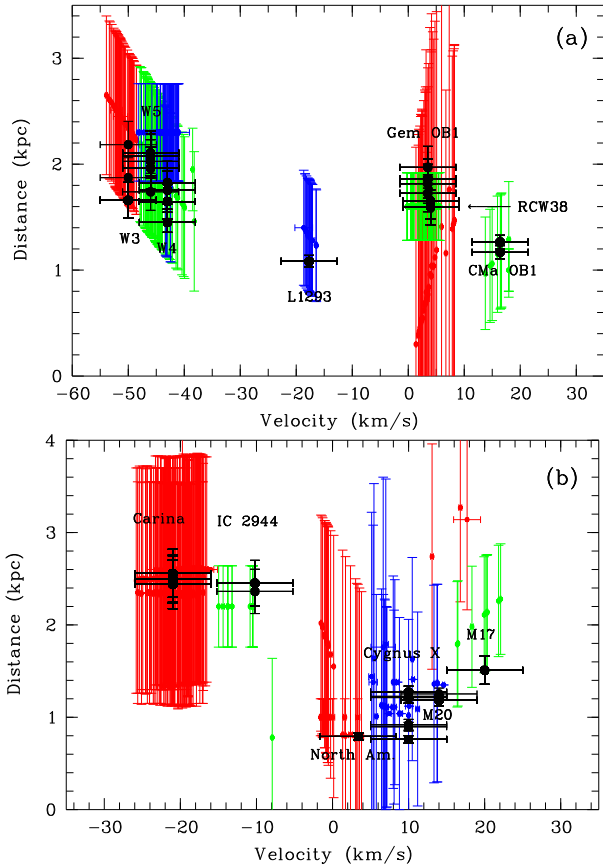 (a)
3
2
1
0
Distance (kpc)
W5
W3
W4
L1293
Gem OB1
RCW38
CMa OB1
−60 −50 −40 −30 −20 −10 0 10 20 30
Velocity (km/s)
(b)
4
3
2
1
0
Distance (kpc)
Carina
IC 2944
M17
Cyghus X
M20
North Am.
−30 −20 −10 0 10 20 30
Velocity (km/s)